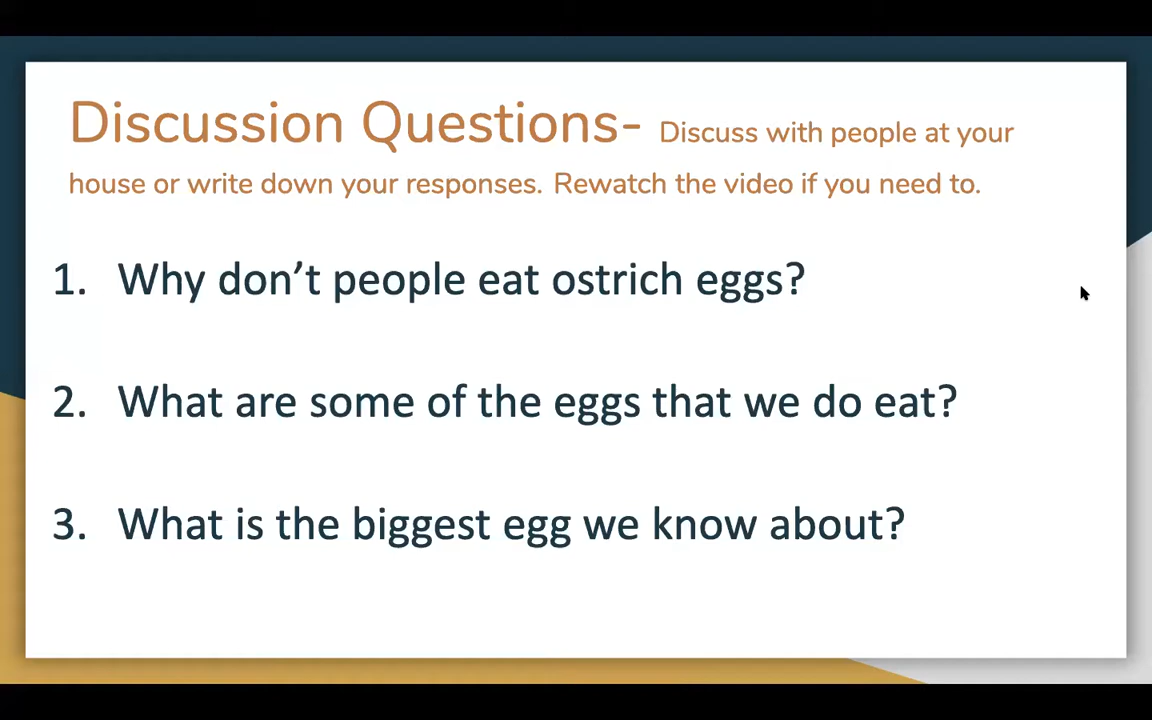 Discussion Questions- Discuss with people at your
house or write down your responses. Rewatch the video if you need to.
1. Why don’t people eat ostrich eggs?
2. What are some of the eggs that we do eat?
3. What is the biggest egg we know about?